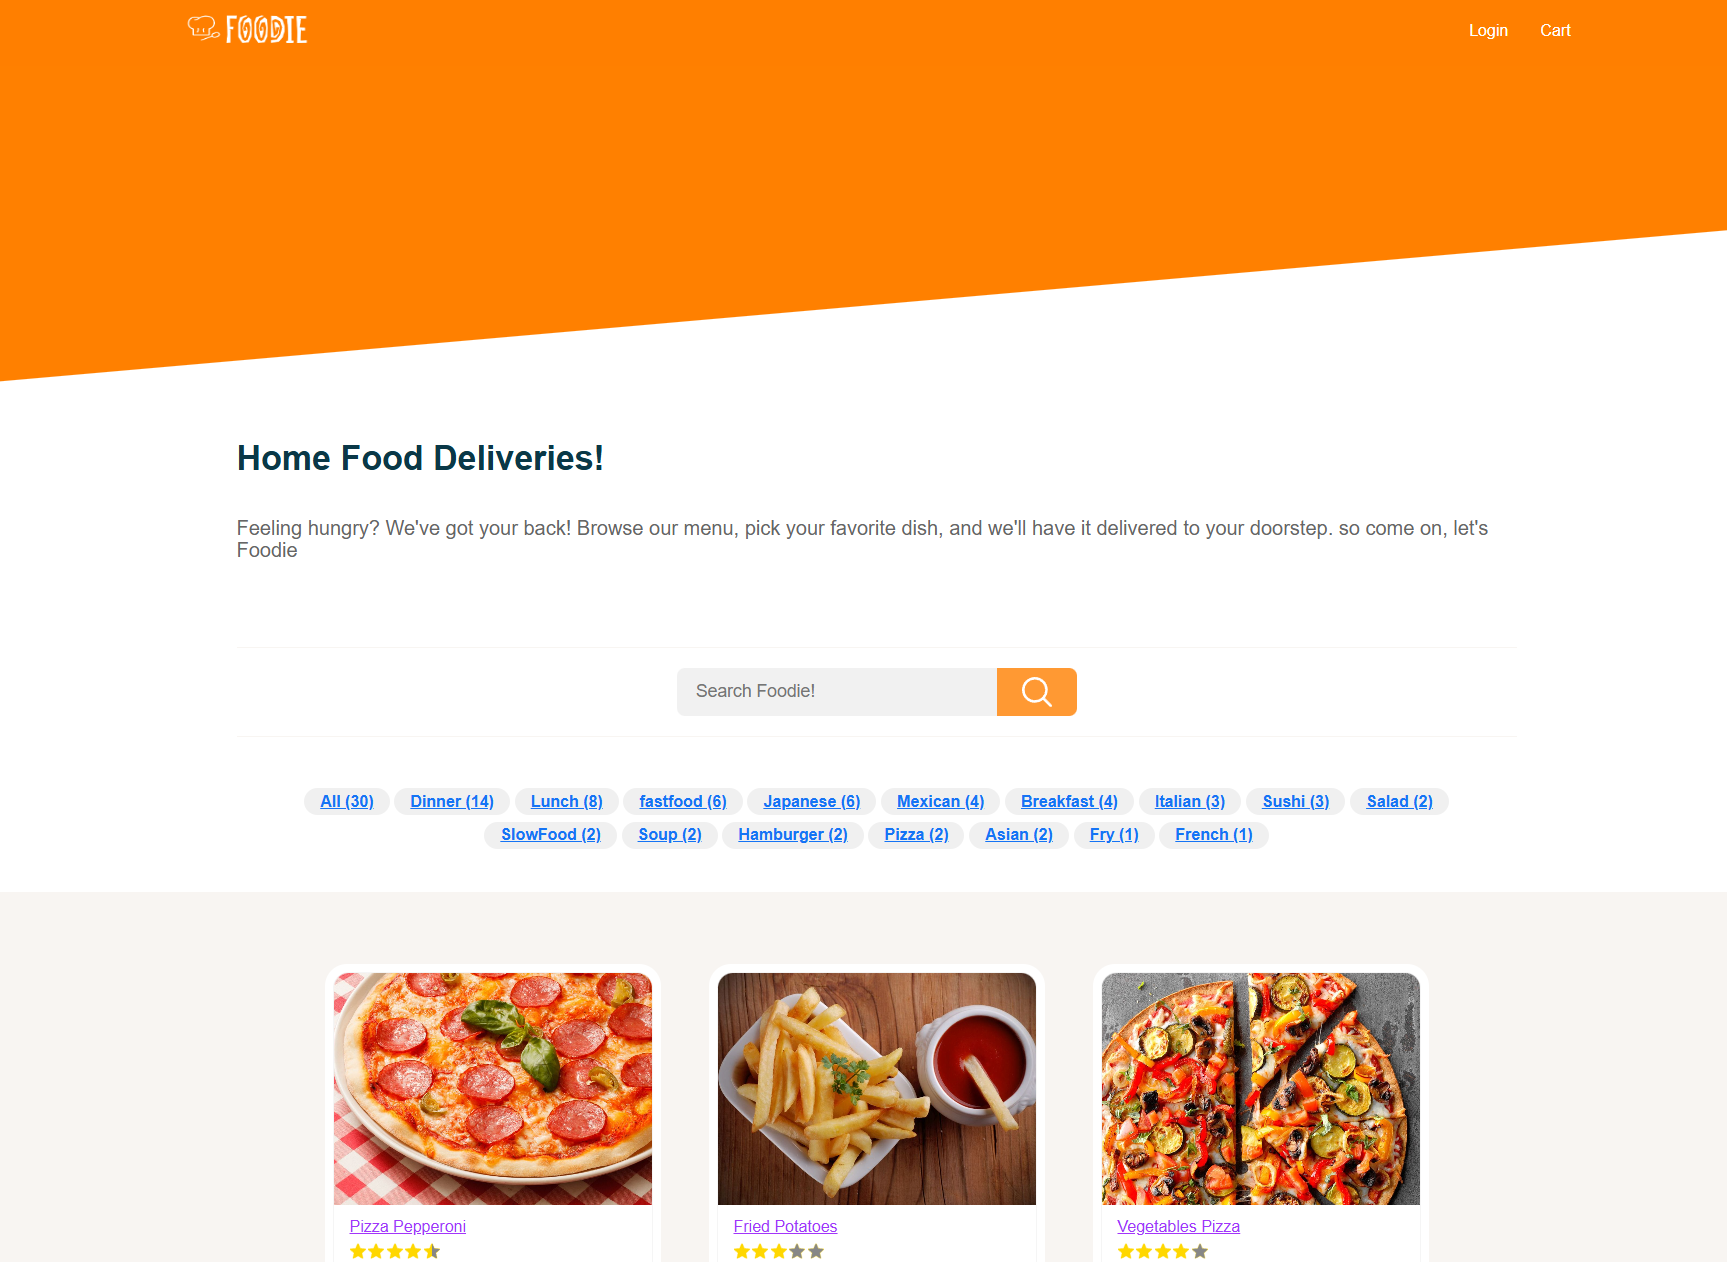 FOODIE
Login
Cart
Home Food Deliveries!
Feeling hungry? We've got your back! Browse our menu, pick your favorite dish, and we'll have it delivered to your doorstep. so come on, let's
Foodie
Search Foodie!
All (30) Dinner (14) Lunch (8) fastfood (6) Japanese (6) Mexican (4) Breakfast (4) Italian (3) Sushi (3) Salad (2)
SlowFood (2) Soup (2) Hamburger (2) Pizza (2) Asian (2) Fry (1) French (1)
Pizza Pepperoni
Fried Potatoes
Vegetables Pizza